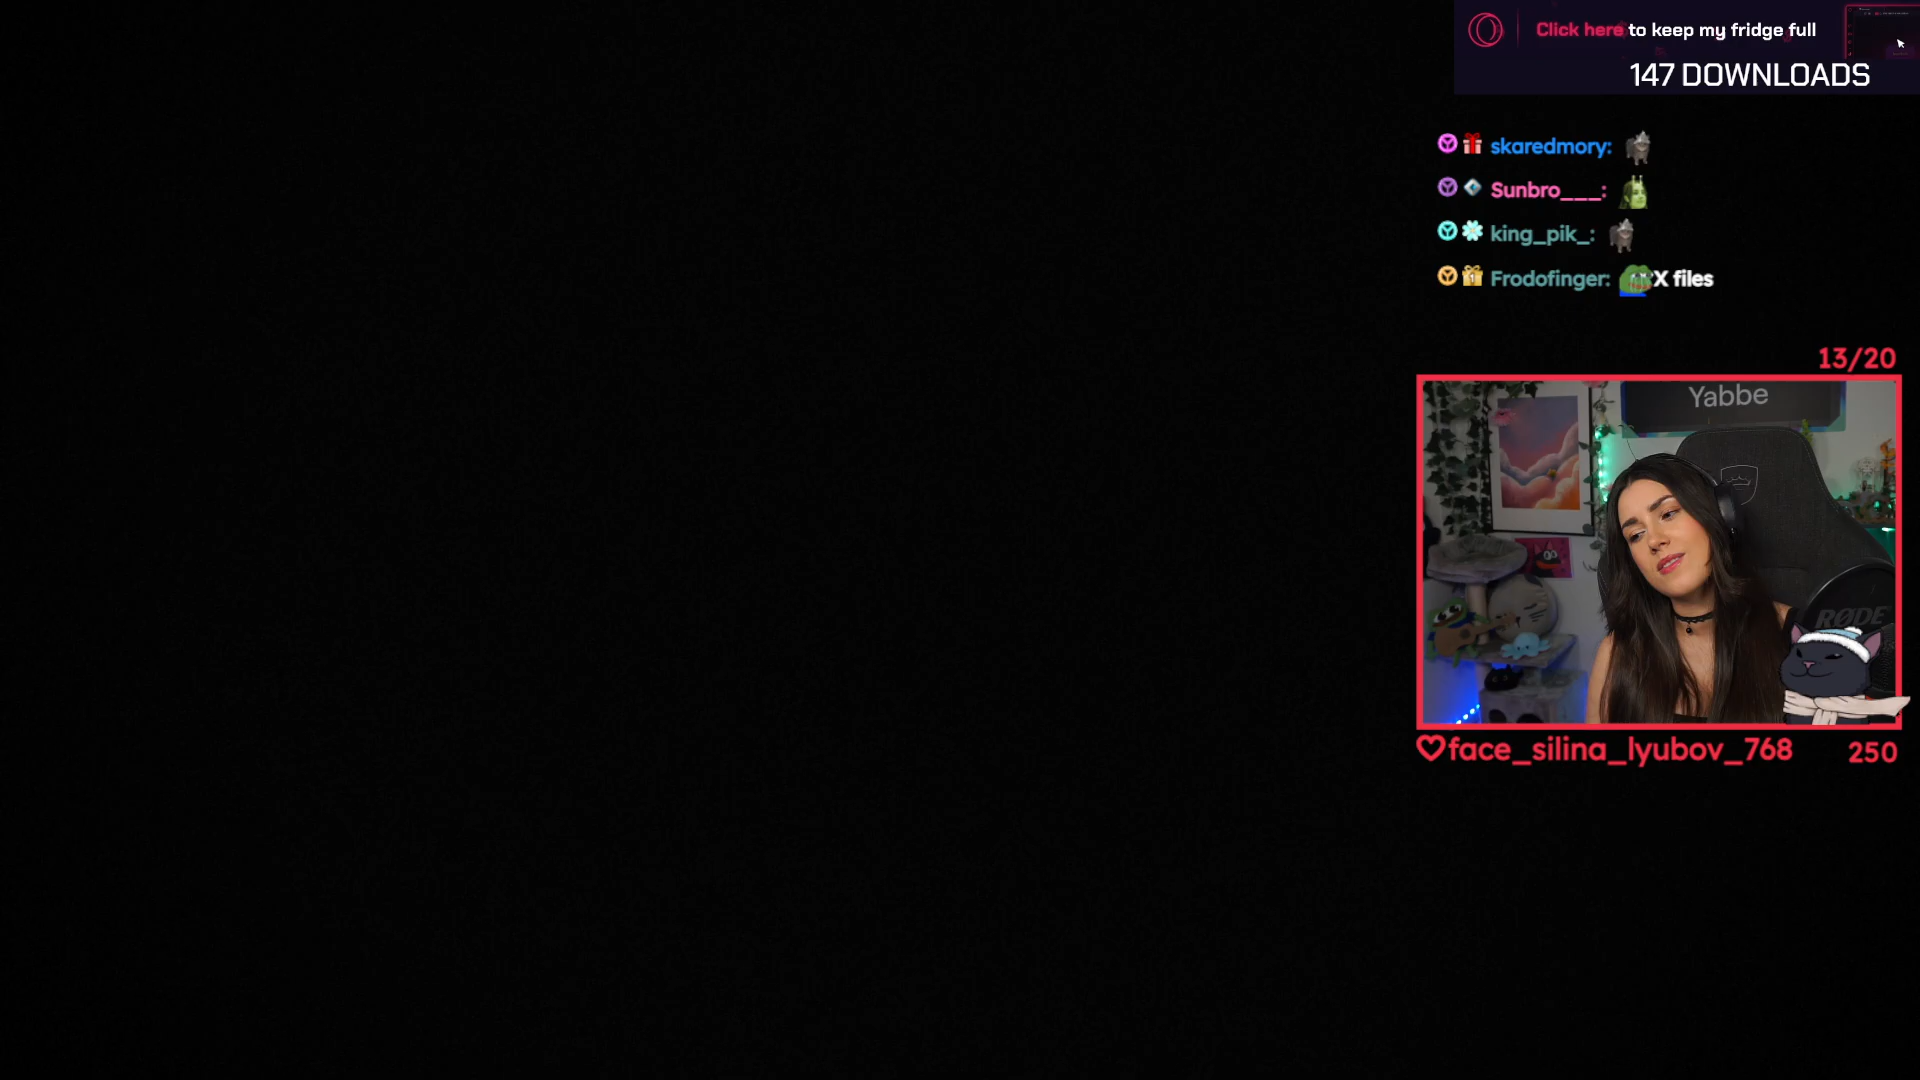 Click here to keep my fridge full
147 DOWNLOADS
skaredmory:
Sunbro___:
king_pik_:
Frodofinger: X files
13/20
Yabbe
RØDE
face_silina_lyubov_768
250